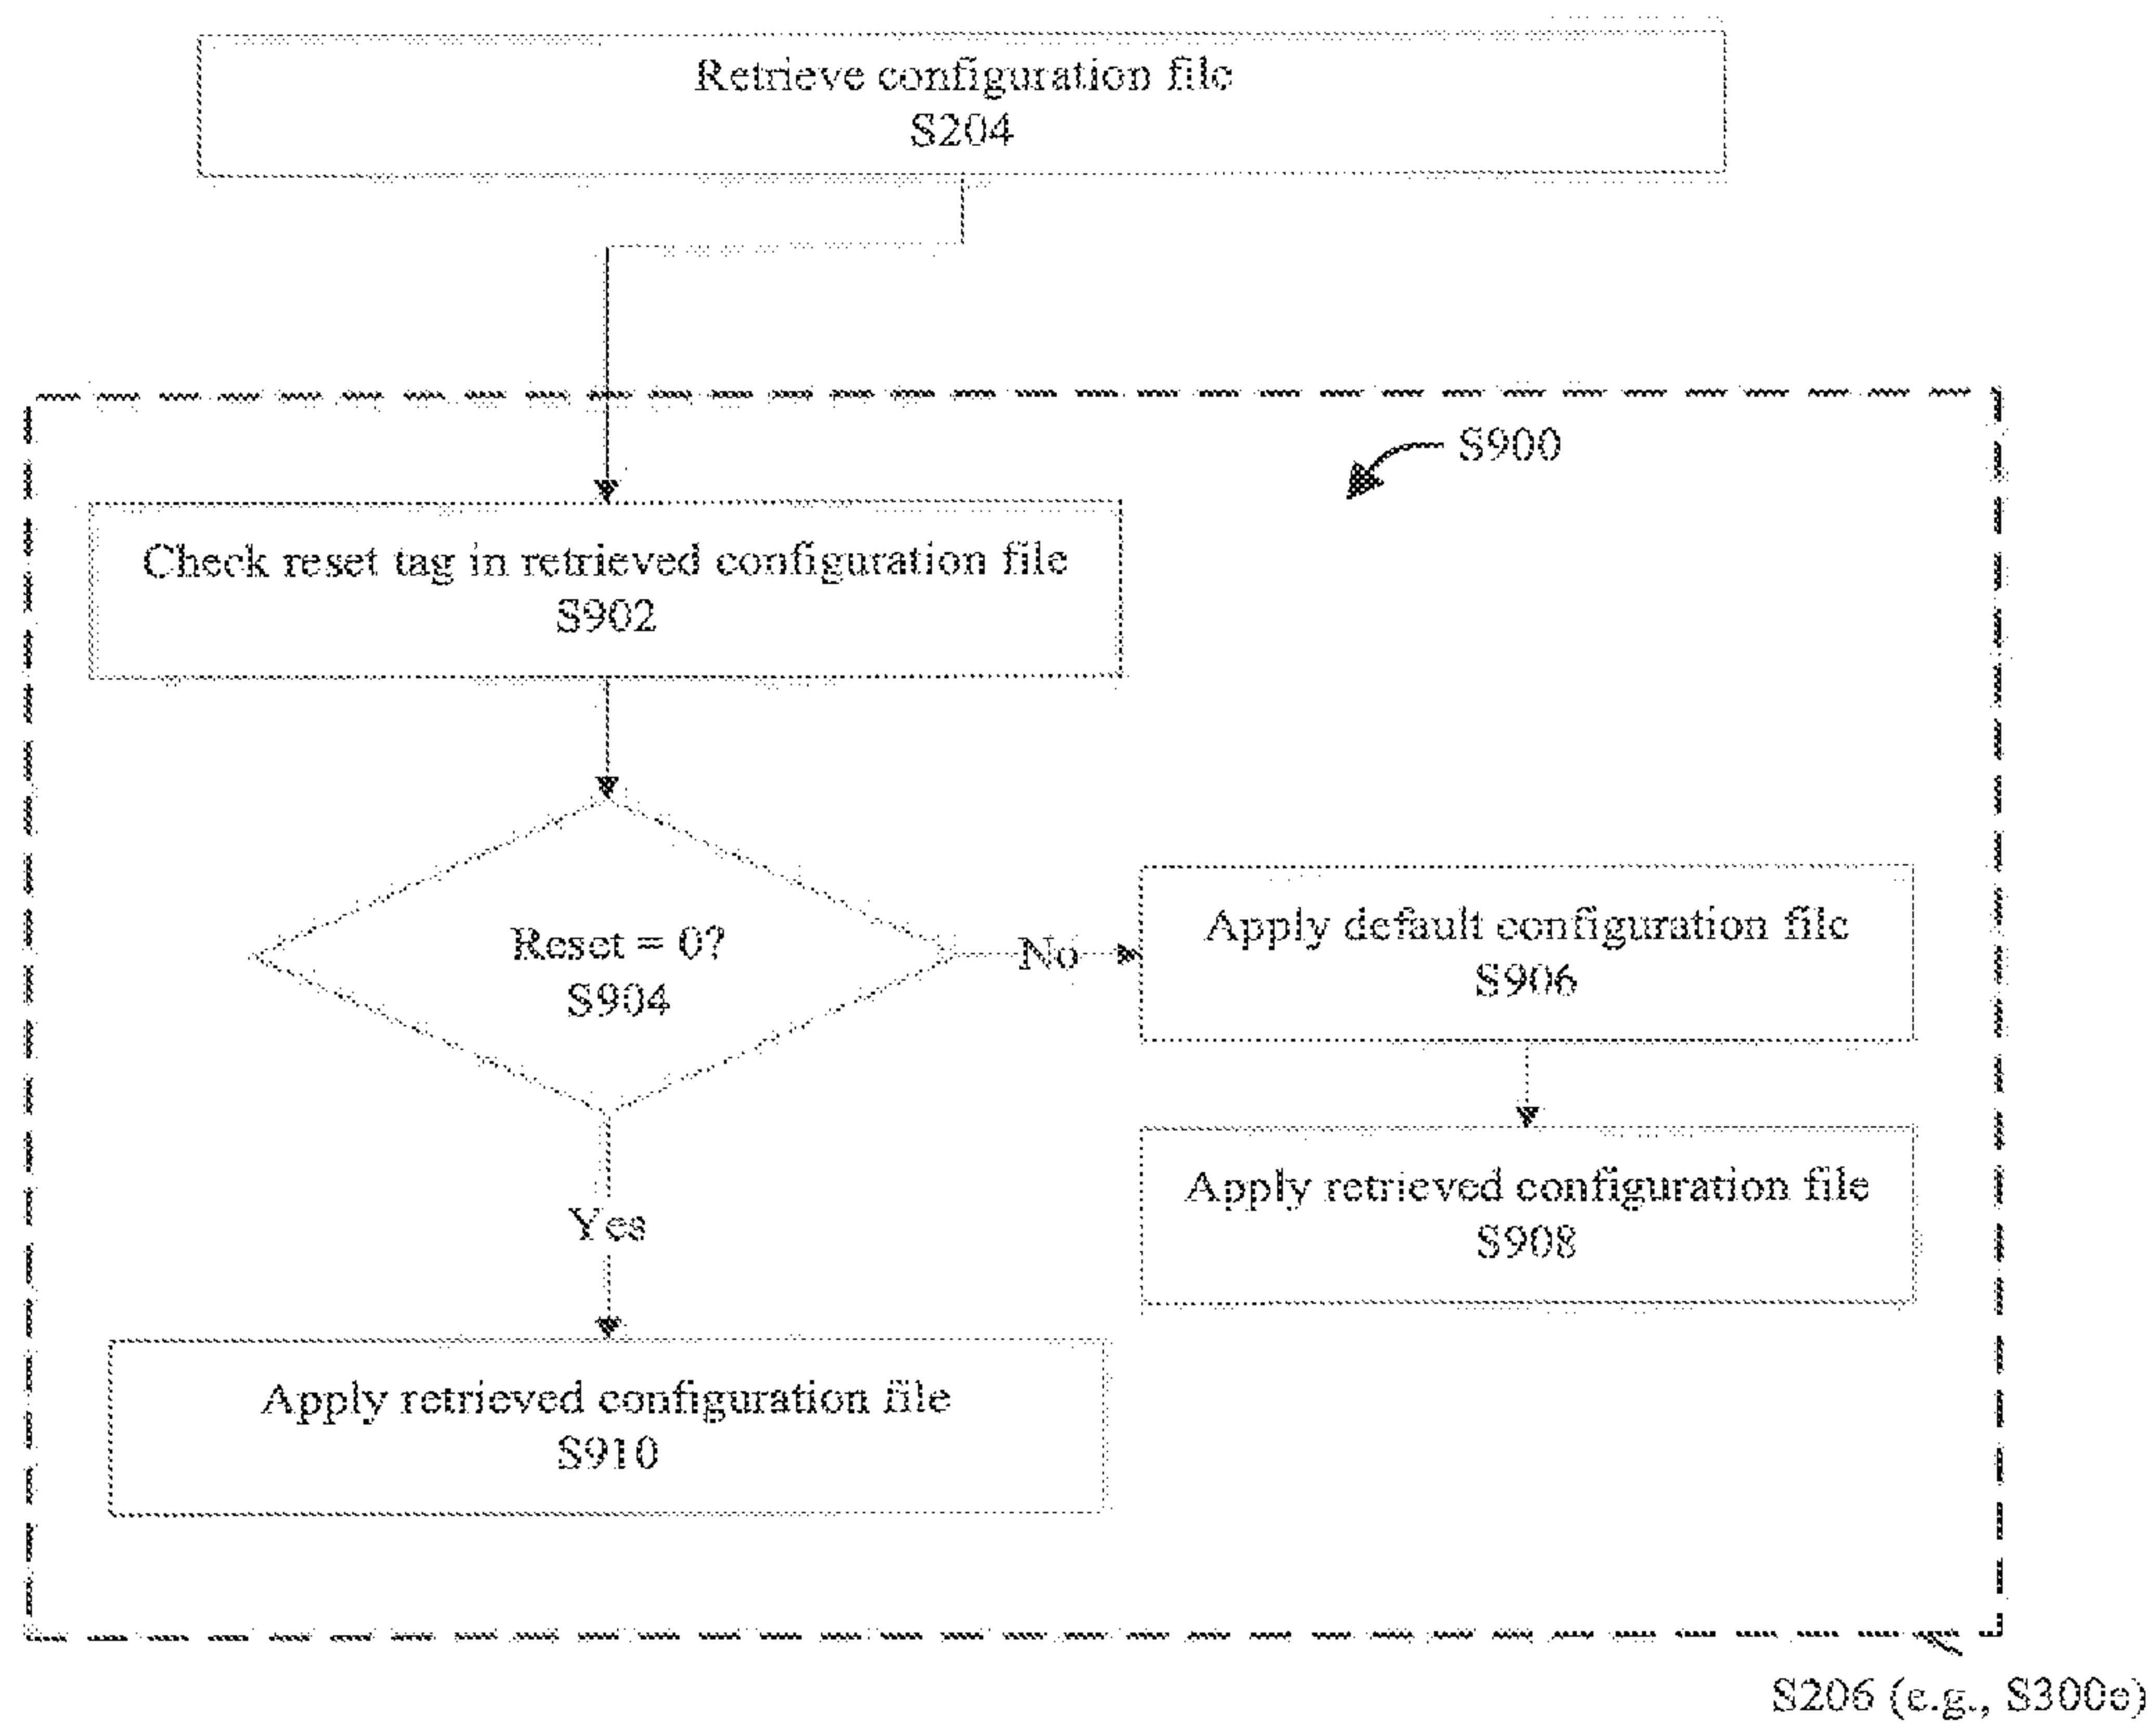 Retrieve configuration file
S204
S900
Check reset tag in retrieved configuration file
S902
Reset = 0?
S904
No
Apply default configuration file
S906
Apply retrieved configuration file
S908
Yes
Apply retrieved configuration file
S910
S206 (e.g., S300e)